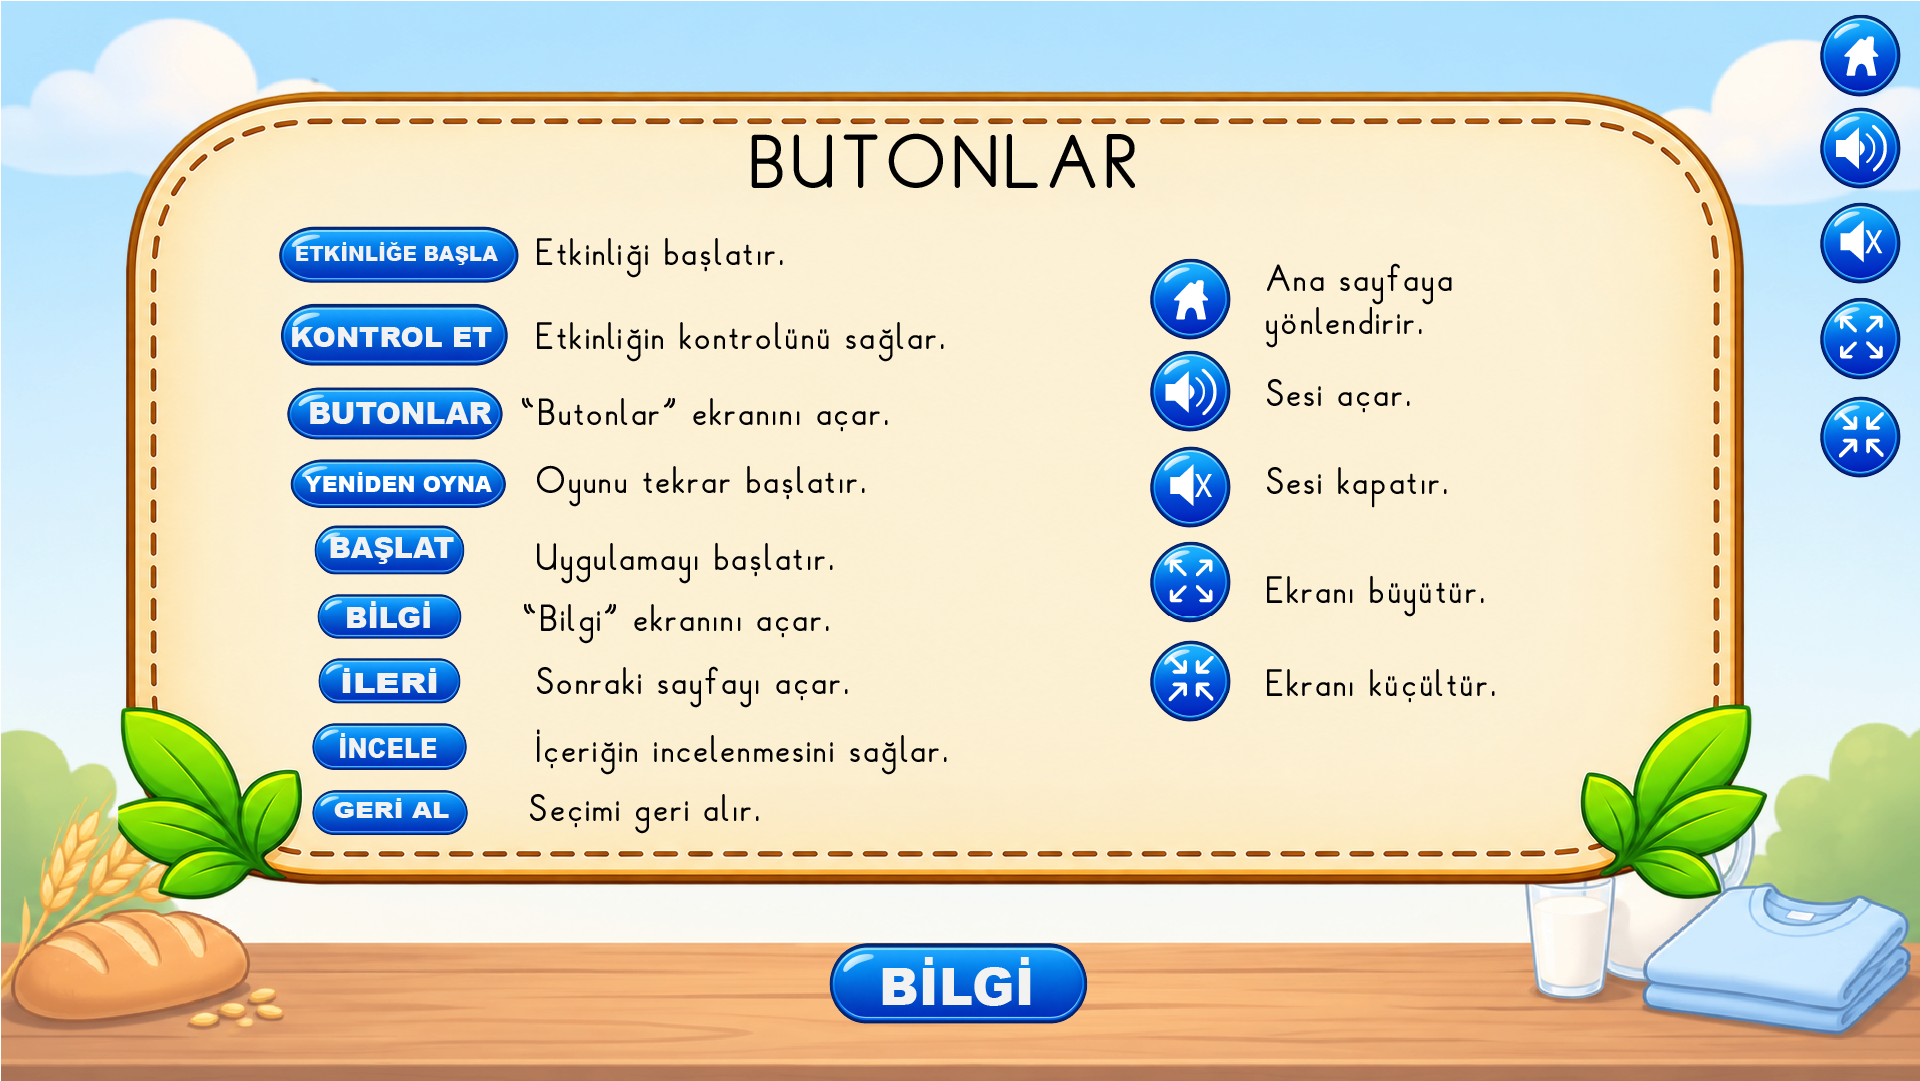 BUTONLAR
ETKİNLİĞE BAŞLA Etkinliği başlatır.
KONTROL ET Etkinliğin kontrolünü sağlar.
BUTONLAR “Butonlar” ekranını açar.
YENİDEN OYNA Oyunu tekrar başlatır.
BAŞLAT Uygulamayı başlatır.
BİLGİ “Bilgi” ekranını açar.
İLERİ Sonraki sayfayı açar.
İNCELE İçeriğin incelenmesini sağlar.
GERİ AL Seçimi geri alır.
Ana sayfaya
yönlendirir.
Sesi açar.
Sesi kapatır.
Ekranı büyütür.
Ekranı küçültür.
BİLGİ